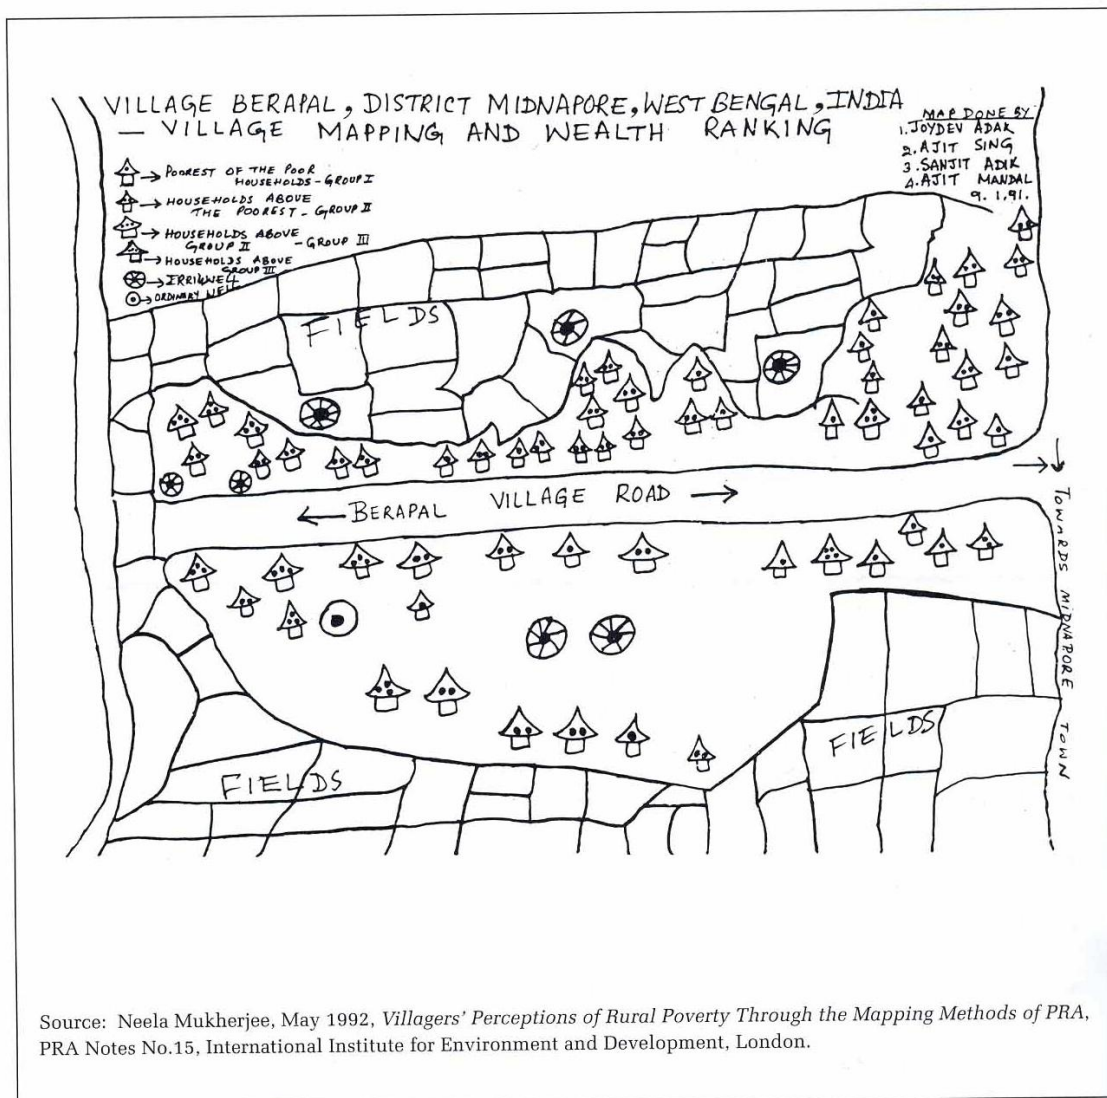 VILLAGE BERAPAL, DISTRICT MIDNAPORE, WEST BENGAL, INDIA
— VILLAGE MAPPING AND WEALTH RANKING
MAP DONE BY
1. JOYDEV ADAK
2. AJIT SING
3. SANJIT ADIK
4. AJIT MANDAL
9. 1.91.
→ POOREST OF THE POOR
HOUSEHOLDS - GROUP I
→ HOUSEHOLDS ABOVE
THE POOREST - GROUP II
→ HOUSEHOLDS ABOVE
GROUP II - GROUP III
→ HOUSEHOLDS ABOVE
GROUP III
→ ORDINARY
FIELDS
← BERAPAL VILLAGE ROAD →
TOWARDS MIDNAPORE TOWN
FIELDS
FIELDS
Source: Neela Mukherjee, May 1992, Villagers' Perceptions of Rural Poverty Through the Mapping Methods of PRA,
PRA Notes No.15, International Institute for Environment and Development, London.